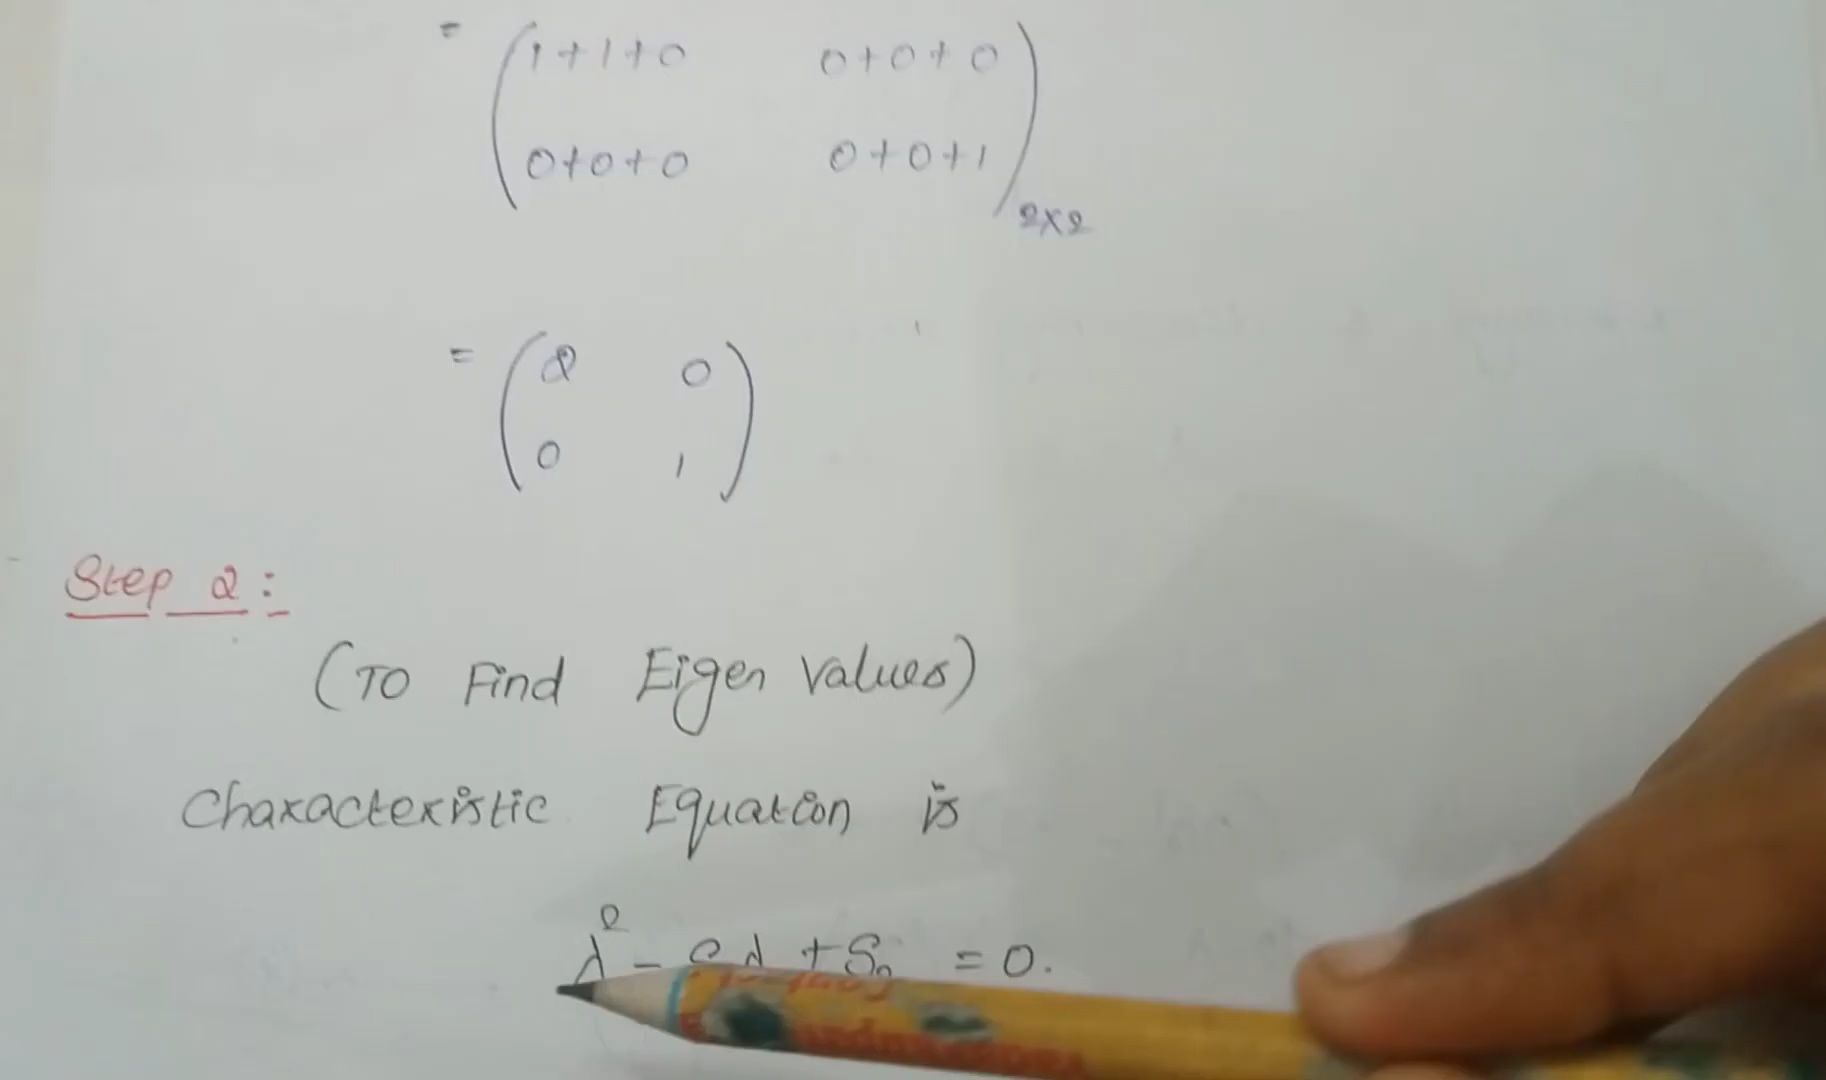 = ( 1+1+0 0+0+0
0+0+0 0+0+1 ) 2×2
= ( 2 0
0 1 )
Step 2:
(To Find Eigen Values)
Characteristic Equation is
λ² - λ + S₂ = 0.